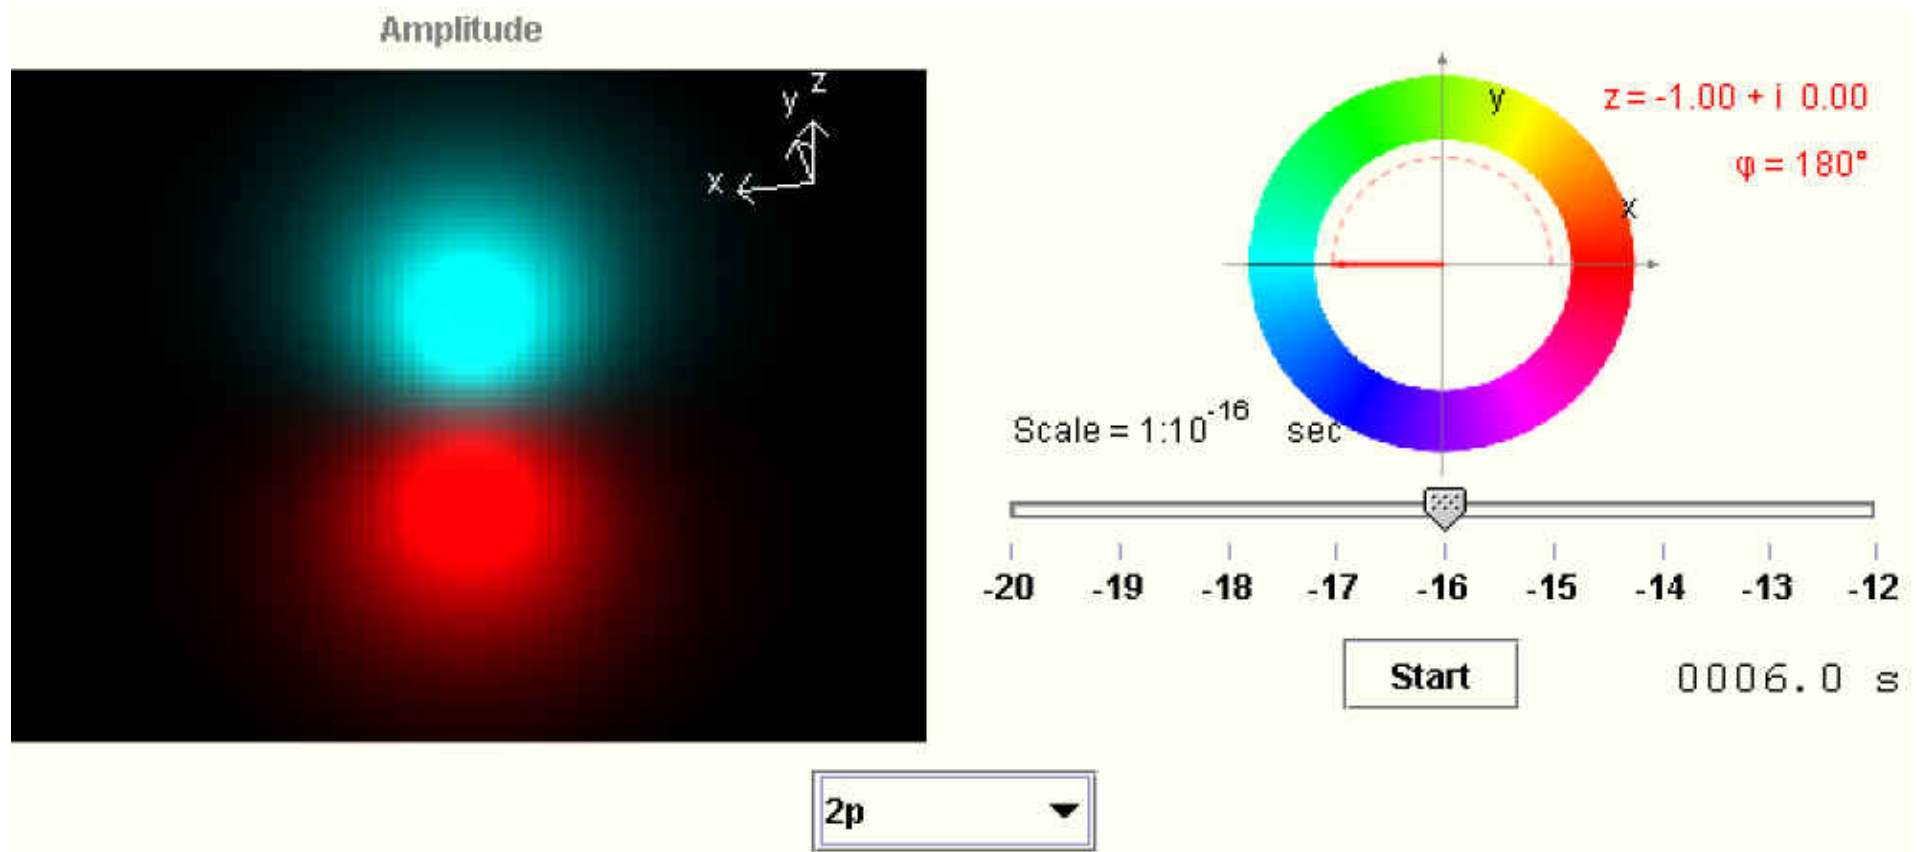 Amplitude
z
y
x
y
x
z = -1.00 + i 0.00
φ = 180°
Scale = 1:10^-16 sec
-20 -19 -18 -17 -16 -15 -14 -13 -12
Start
0006.0 s
2p